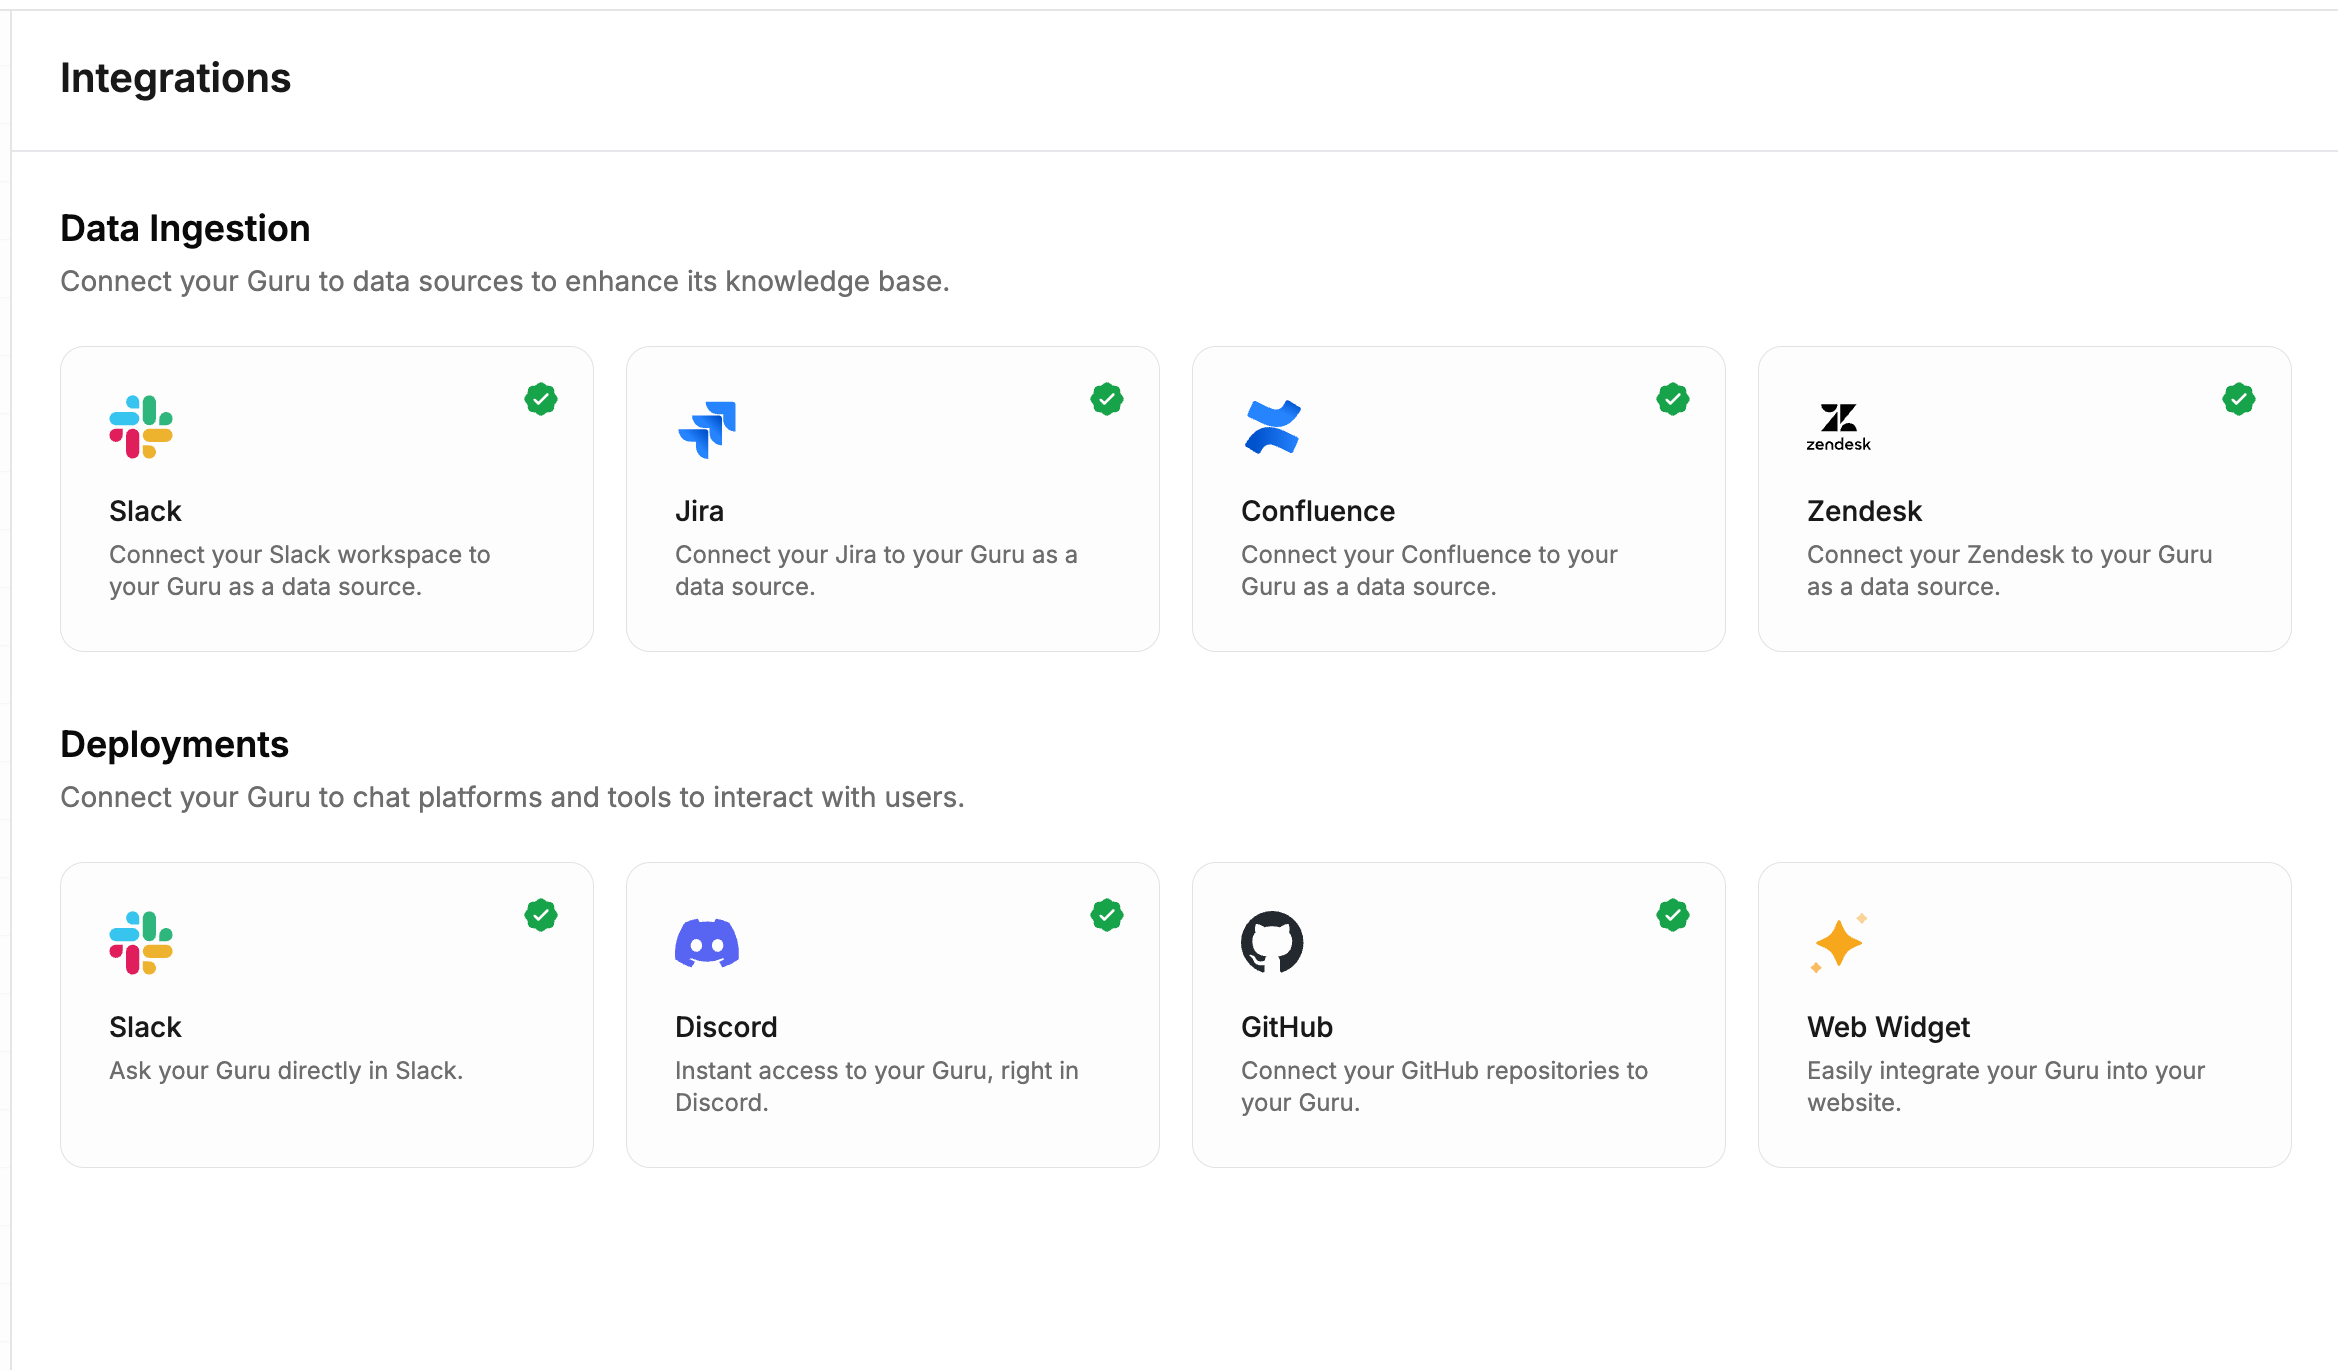 Integrations
Data Ingestion
Connect your Guru to data sources to enhance its knowledge base.
Slack
Connect your Slack workspace to
your Guru as a data source.
Jira
Connect your Jira to your Guru as a
data source.
Confluence
Connect your Confluence to your
Guru as a data source.
zendesk
Zendesk
Connect your Zendesk to your Guru
as a data source.
Deployments
Connect your Guru to chat platforms and tools to interact with users.
Slack
Ask your Guru directly in Slack.
Discord
Instant access to your Guru, right in
Discord.
GitHub
Connect your GitHub repositories to
your Guru.
Web Widget
Easily integrate your Guru into your
website.